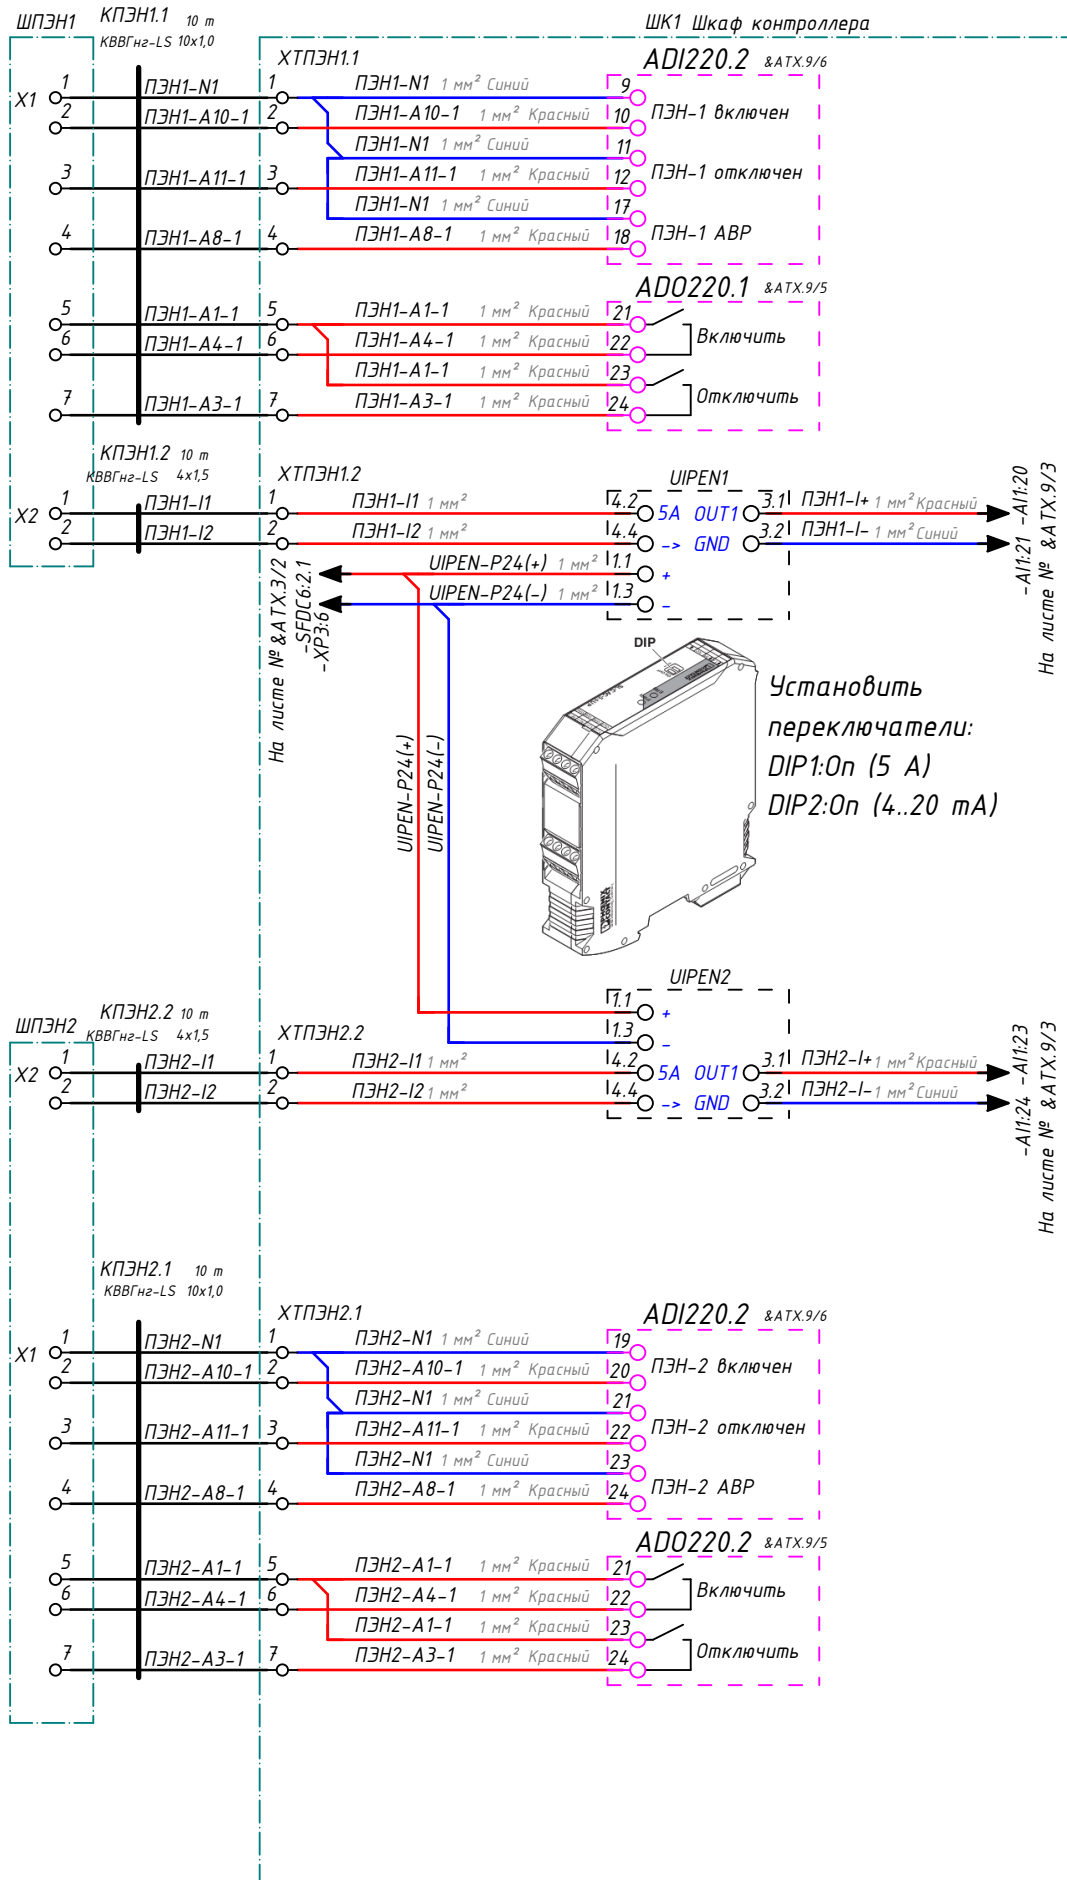 ШПЭН1
КПЭН1.1 10 m
КВВГнг-LS 10x1,0
ШК1 Шкаф контроллера
ХТПЭН1.1
ADI220.2 &ATX.9/6
X1
1 ПЭН1-N1 1 ПЭН1-N1 1 мм² Синий 9
ПЭН-1 включен
2 ПЭН1-A10-1 2 ПЭН1-A10-1 1 мм² Красный 10
ПЭН1-N1 1 мм² Синий 11
ПЭН-1 отключен
3 ПЭН1-A11-1 3 ПЭН1-A11-1 1 мм² Красный 12
ПЭН1-N1 1 мм² Синий 17
ПЭН-1 АВР
4 ПЭН1-A8-1 4 ПЭН1-A8-1 1 мм² Красный 18
ADO220.1 &ATX.9/5
5 ПЭН1-A1-1 5 ПЭН1-A1-1 1 мм² Красный 21
Включить
6 ПЭН1-A4-1 6 ПЭН1-A4-1 1 мм² Красный 22
ПЭН1-A1-1 1 мм² Красный 23
Отключить
7 ПЭН1-A3-1 7 ПЭН1-A3-1 1 мм² Красный 24
КПЭН1.2 10 m
КВВГнг-LS 4x1,5
ХТПЭН1.2
UIPEN1
X2
1 ПЭН1-I1 1 ПЭН1-I1 1 мм² 4.2 5A OUT1 3.1 ПЭН1-I+ 1 мм² Красный
2 ПЭН1-I2 2 ПЭН1-I2 1 мм² 4.4 -> GND 3.2 ПЭН1-I- 1 мм² Синий
UIPEN-P24(+) 1 мм² 1.1 +
UIPEN-P24(-) 1 мм² 1.3 -
-AI1:20
-AI1:21
На листе № &ATX.9/3
На листе № &ATX.3/2
-SFDC6:2.1
-XP3:6
UIPEN-P24(+)
UIPEN-P24(-)
DIP
PHOENIX
CONTACT
Установить
переключатели:
DIP1:On (5 A)
DIP2:On (4..20 mA)
UIPEN2
1.1 +
1.3 -
ШПЭН2
КПЭН2.2 10 m
КВВГнг-LS 4x1,5
ХТПЭН2.2
X2
1 ПЭН2-I1 1 ПЭН2-I1 1 мм² 4.2 5A OUT1 3.1 ПЭН2-I+ 1 мм² Красный
2 ПЭН2-I2 2 ПЭН2-I2 1 мм² 4.4 -> GND 3.2 ПЭН2-I- 1 мм² Синий
-AI1:23
-AI1:24
На листе № &ATX.9/3
КПЭН2.1 10 m
КВВГнг-LS 10x1,0
ХТПЭН2.1
ADI220.2 &ATX.9/6
X1
1 ПЭН2-N1 1 ПЭН2-N1 1 мм² Синий 19
ПЭН-2 включен
2 ПЭН2-A10-1 2 ПЭН2-A10-1 1 мм² Красный 20
ПЭН2-N1 1 мм² Синий 21
ПЭН-2 отключен
3 ПЭН2-A11-1 3 ПЭН2-A11-1 1 мм² Красный 22
ПЭН2-N1 1 мм² Синий 23
ПЭН-2 АВР
4 ПЭН2-A8-1 4 ПЭН2-A8-1 1 мм² Красный 24
ADO220.2 &ATX.9/5
5 ПЭН2-A1-1 5 ПЭН2-A1-1 1 мм² Красный 21
Включить
6 ПЭН2-A4-1 6 ПЭН2-A4-1 1 мм² Красный 22
ПЭН2-A1-1 1 мм² Красный 23
Отключить
7 ПЭН2-A3-1 7 ПЭН2-A3-1 1 мм² Красный 24